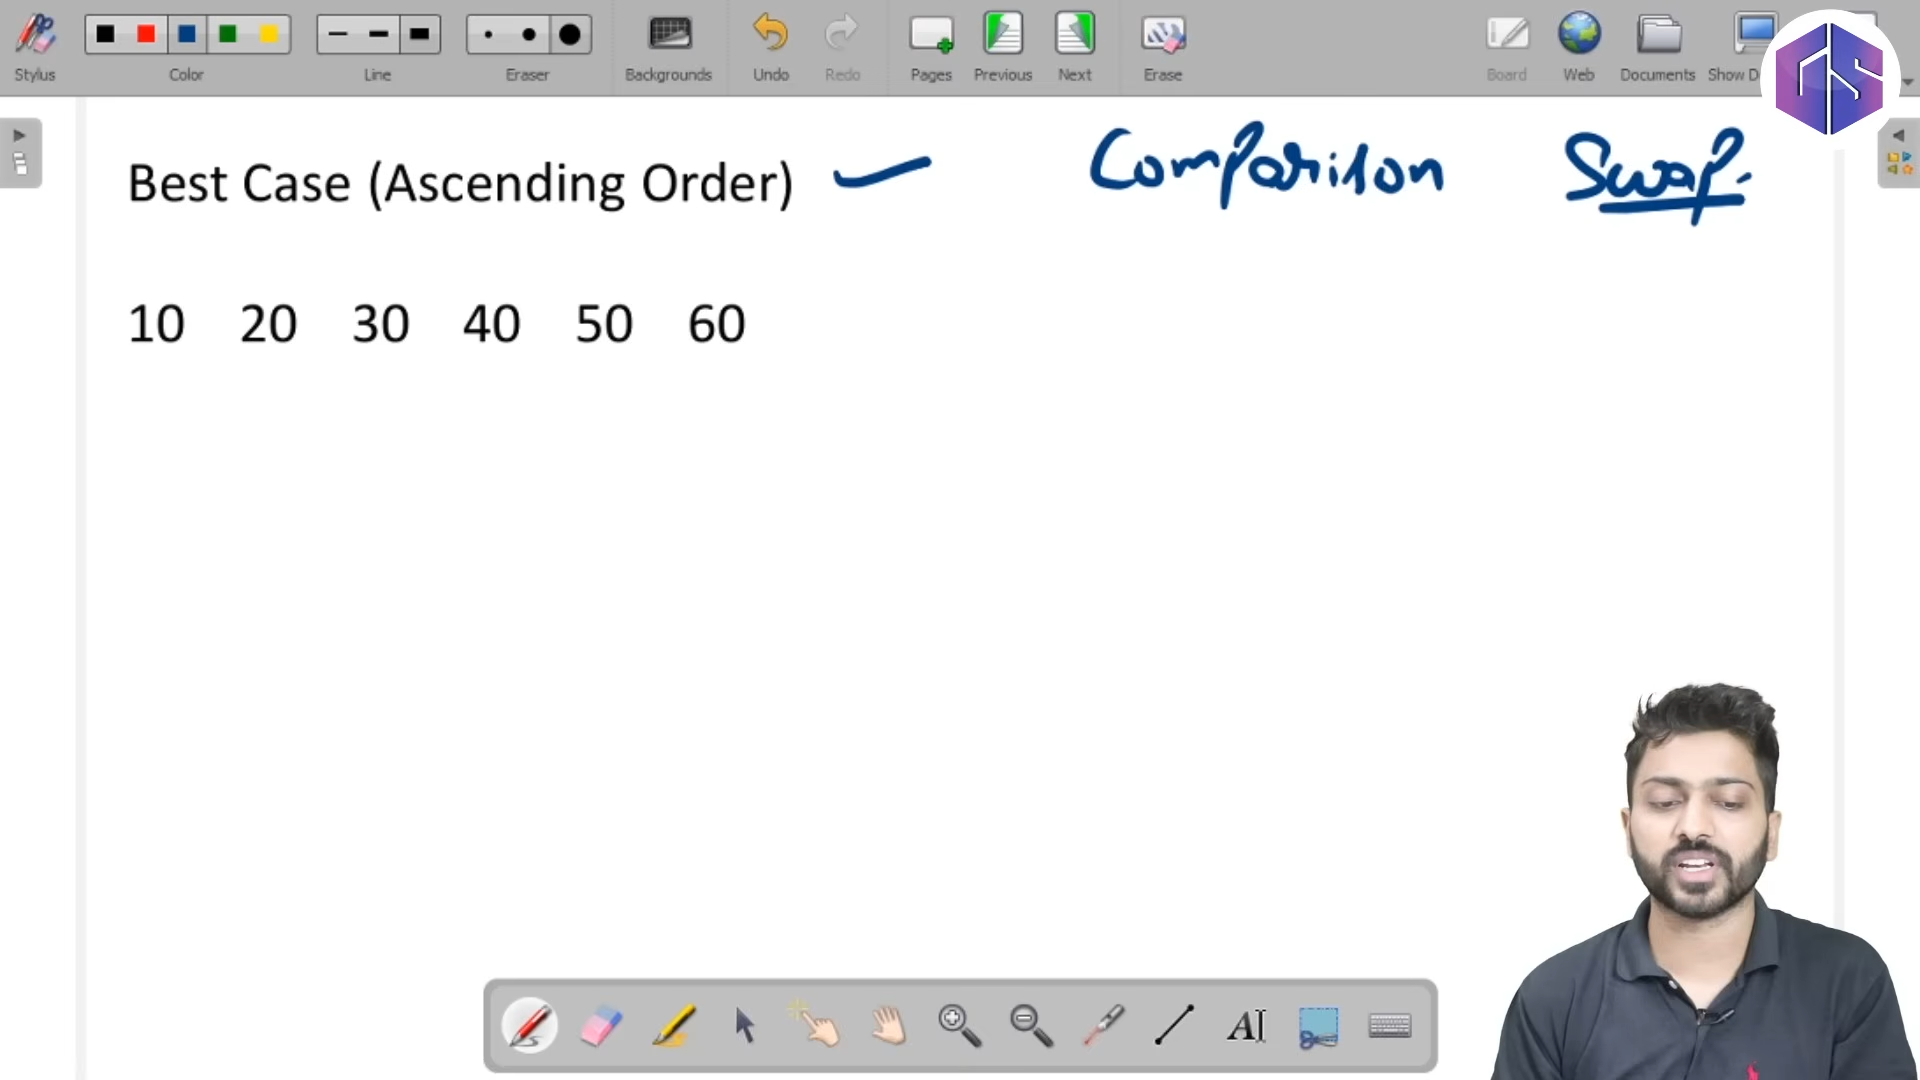 Stylus Color Line Eraser Backgrounds Undo Redo Pages Previous Next Erase Board Web Documents Show D
Best Case (Ascending Order) Comparison Swap.
10 20 30 40 50 60